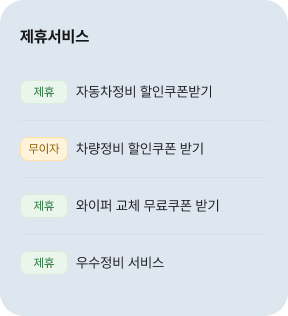 제휴서비스
제휴 자동차정비 할인쿠폰받기
무이자 차량정비 할인쿠폰 받기
제휴 와이퍼 교체 무료쿠폰 받기
제휴 우수정비 서비스